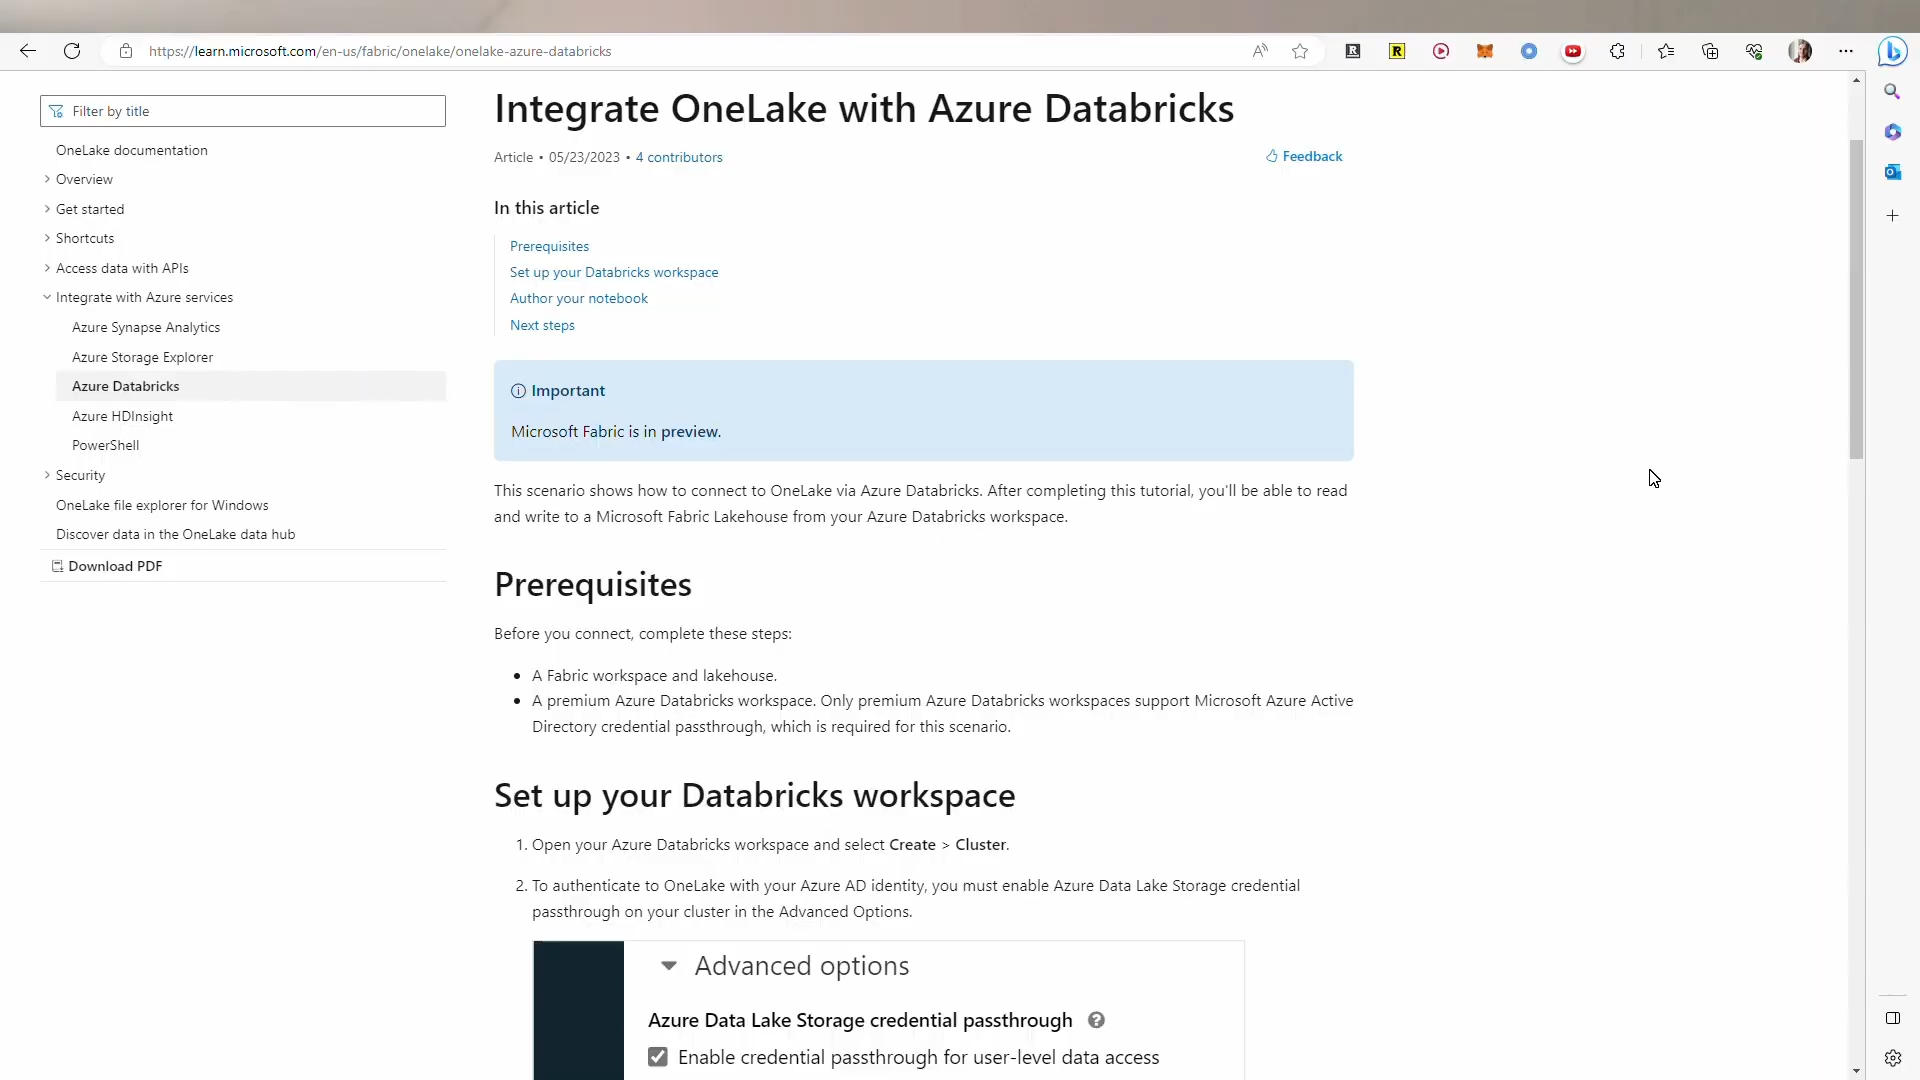 https://learn.microsoft.com/en-us/fabric/onelake/onelake-azure-databricks
Filter by title
OneLake documentation
Overview
Get started
Shortcuts
Access data with APIs
Integrate with Azure services
Azure Synapse Analytics
Azure Storage Explorer
Azure Databricks
Azure HDInsight
PowerShell
Security
OneLake file explorer for Windows
Discover data in the OneLake data hub
Download PDF
Integrate OneLake with Azure Databricks
Article • 05/23/2023 • 4 contributors
Feedback
In this article
Prerequisites
Set up your Databricks workspace
Author your notebook
Next steps
Important
Microsoft Fabric is in preview.
This scenario shows how to connect to OneLake via Azure Databricks. After completing this tutorial, you'll be able to read
and write to a Microsoft Fabric Lakehouse from your Azure Databricks workspace.
Prerequisites
Before you connect, complete these steps:
• A Fabric workspace and lakehouse.
• A premium Azure Databricks workspace. Only premium Azure Databricks workspaces support Microsoft Azure Active
Directory credential passthrough, which is required for this scenario.
Set up your Databricks workspace
1. Open your Azure Databricks workspace and select Create > Cluster.
2. To authenticate to OneLake with your Azure AD identity, you must enable Azure Data Lake Storage credential
passthrough on your cluster in the Advanced Options.
Advanced options
Azure Data Lake Storage credential passthrough
Enable credential passthrough for user-level data access